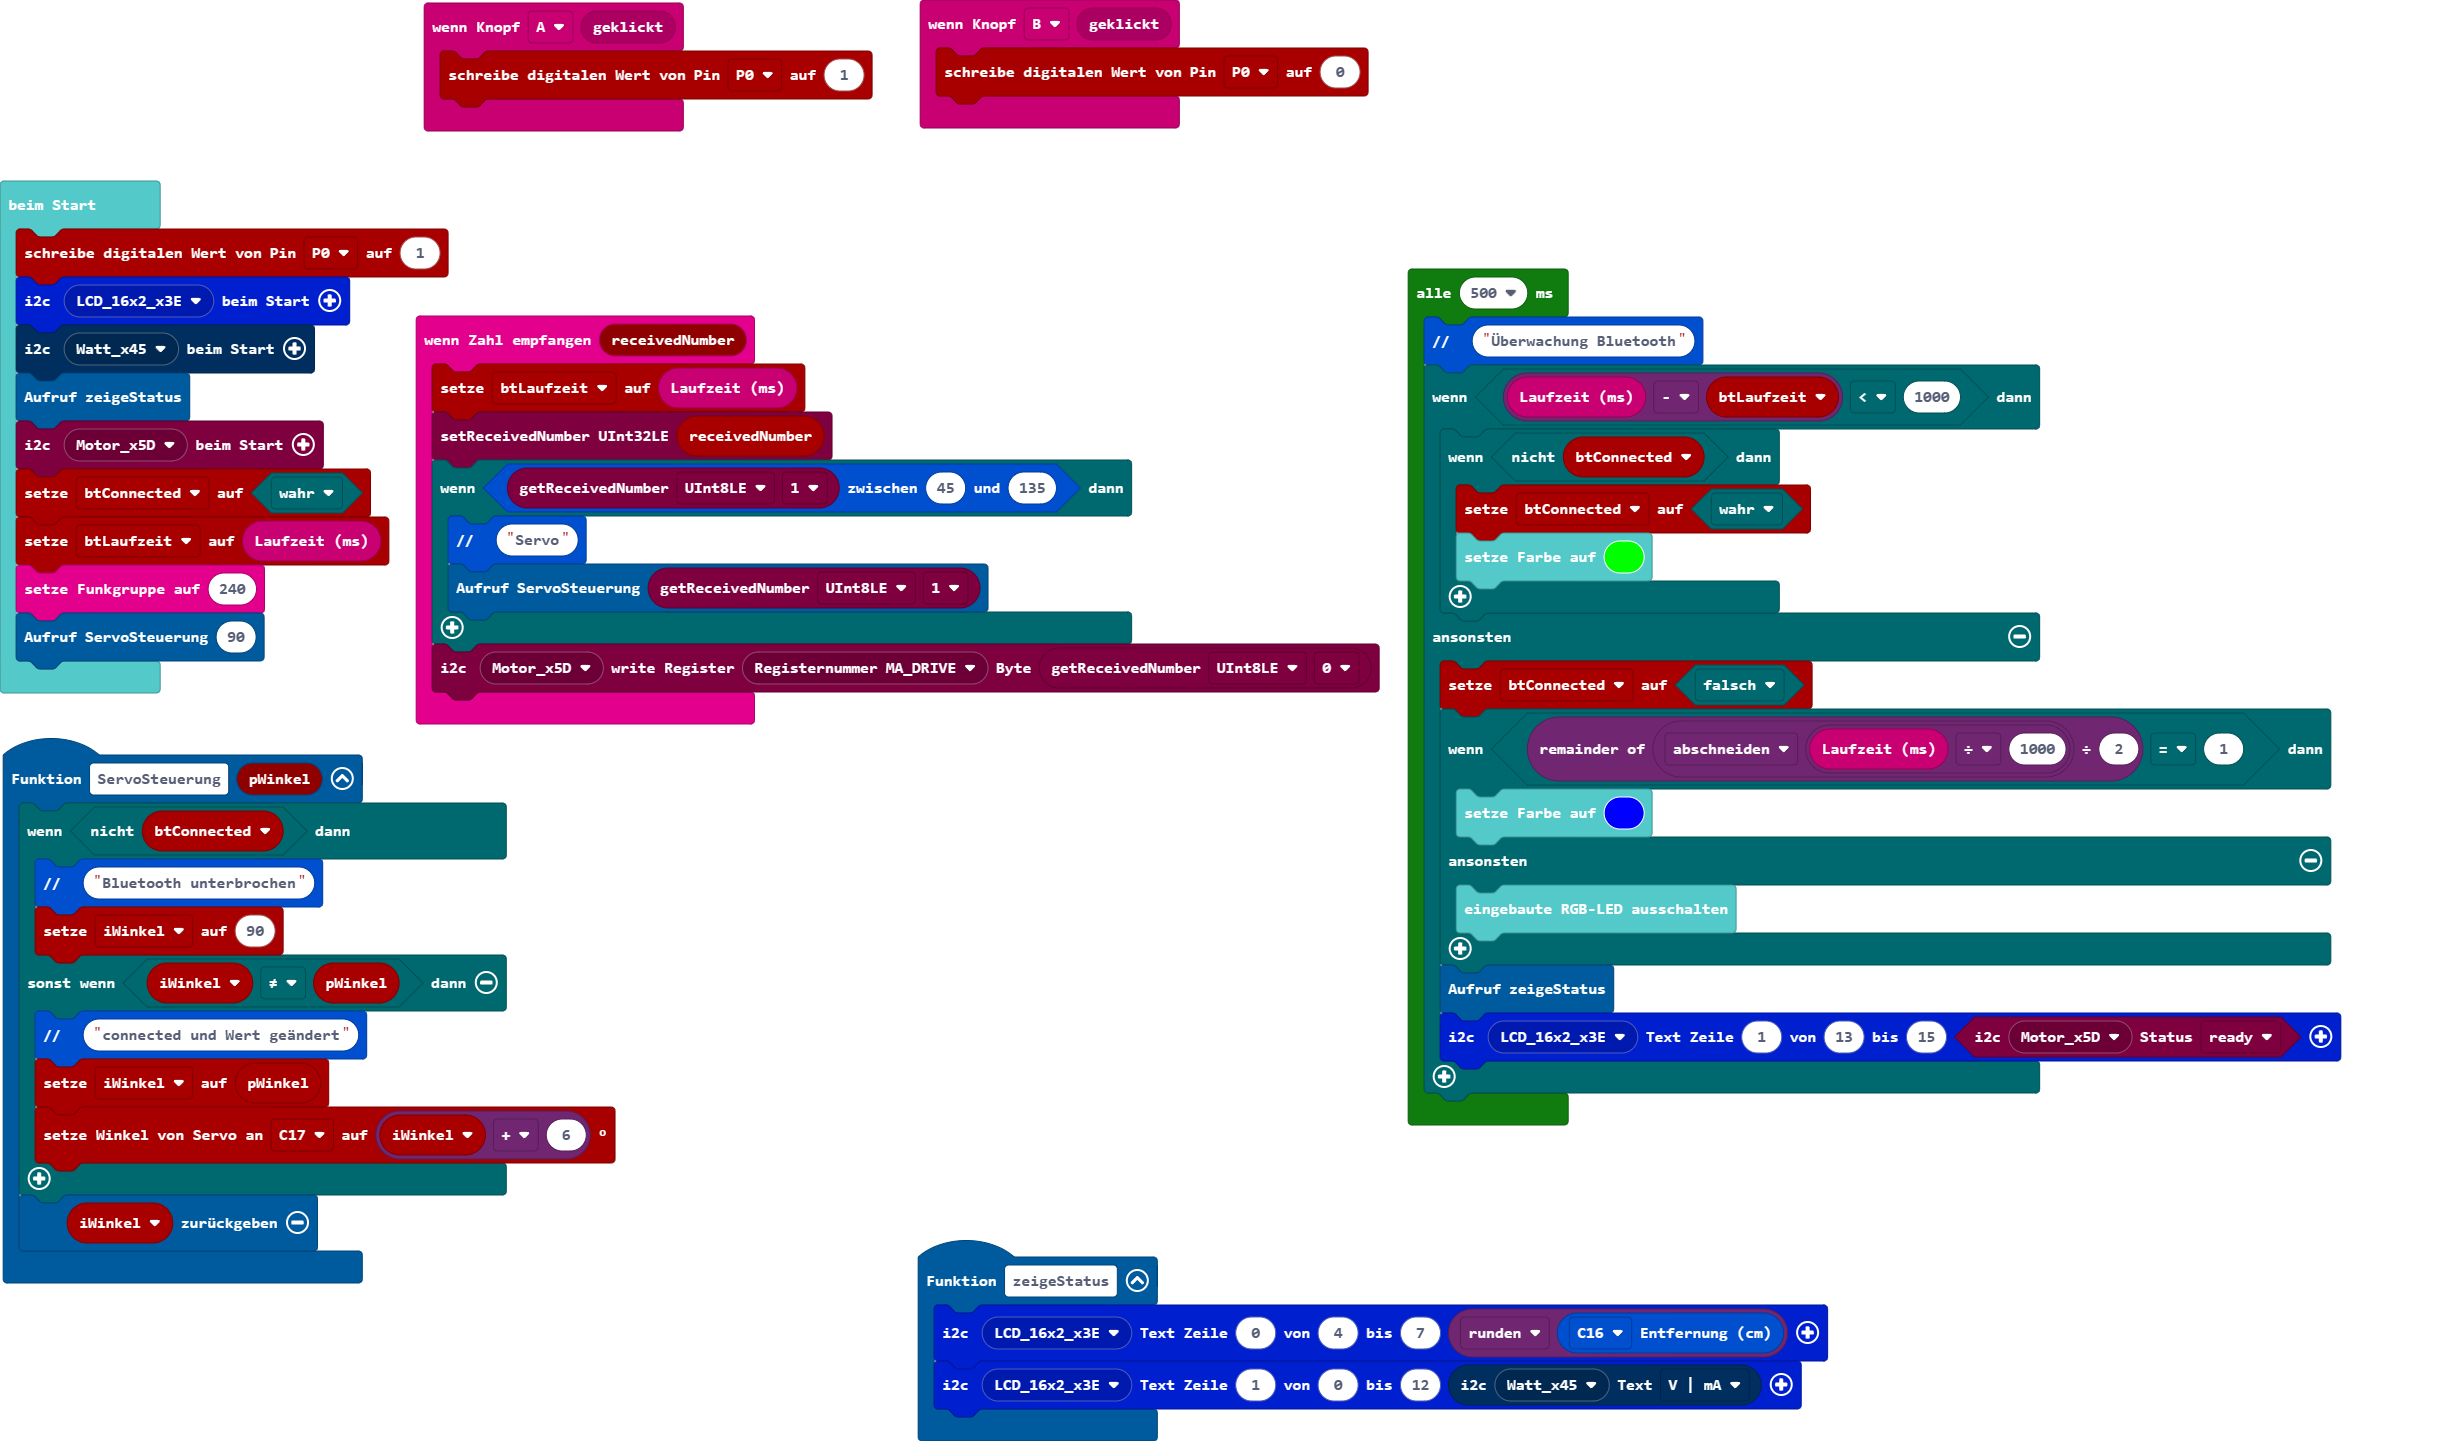 wenn Knopf A geklickt
schreibe digitalen Wert von Pin P0 auf 1
wenn Knopf B geklickt
schreibe digitalen Wert von Pin P0 auf 0
beim Start
schreibe digitalen Wert von Pin P0 auf 1
i2c LCD_16x2_x3E beim Start
i2c Watt_x45 beim Start
Aufruf zeigeStatus
i2c Motor_x5D beim Start
setze btConnected auf wahr
setze btLaufzeit auf Laufzeit (ms)
setze Funkgruppe auf 240
Aufruf ServoSteuerung 90
wenn Zahl empfangen receivedNumber
setze btLaufzeit auf Laufzeit (ms)
setReceivedNumber UInt32LE receivedNumber
wenn getReceivedNumber UInt8LE 1 zwischen 45 und 135 dann
// "Servo"
Aufruf ServoSteuerung getReceivedNumber UInt8LE 1
i2c Motor_x5D write Register Registernummer MA_DRIVE Byte getReceivedNumber UInt8LE 0
alle 500 ms
// "Überwachung Bluetooth"
wenn Laufzeit (ms) - btLaufzeit < 1000 dann
wenn nicht btConnected dann
setze btConnected auf wahr
setze Farbe auf
ansonsten
setze btConnected auf falsch
wenn remainder of abschneiden Laufzeit (ms) ÷ 1000 ÷ 2 = 1 dann
setze Farbe auf
ansonsten
eingebaute RGB-LED ausschalten
Aufruf zeigeStatus
i2c LCD_16x2_x3E Text Zeile 1 von 13 bis 15 i2c Motor_x5D Status ready
Funktion ServoSteuerung pWinkel
wenn nicht btConnected dann
// "Bluetooth unterbrochen"
setze iWinkel auf 90
sonst wenn iWinkel ≠ pWinkel dann
// "connected und Wert geändert"
setze iWinkel auf pWinkel
setze Winkel von Servo an C17 auf iWinkel + 6 °
iWinkel zurückgeben
Funktion zeigeStatus
i2c LCD_16x2_x3E Text Zeile 0 von 4 bis 7 runden C16 Entfernung (cm)
i2c LCD_16x2_x3E Text Zeile 1 von 0 bis 12 i2c Watt_x45 Text V | mA